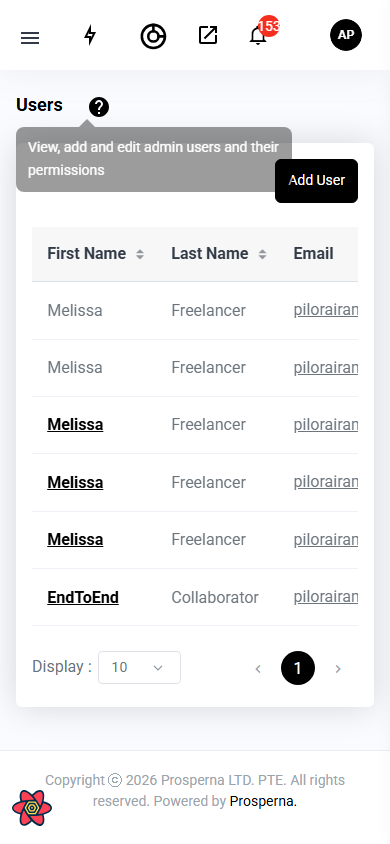 153
AP
Users
?
View, add and edit admin users and their
permissions
Add User
First Name Last Name Email
Melissa Freelancer pilorairan
Melissa Freelancer pilorairan
Melissa Freelancer pilorairan
Melissa Freelancer pilorairan
Melissa Freelancer pilorairan
EndToEnd Collaborator pilorairan
Display : 10 1
Copyright ⓒ 2026 Prosperna LTD. PTE. All rights
reserved. Powered by Prosperna.